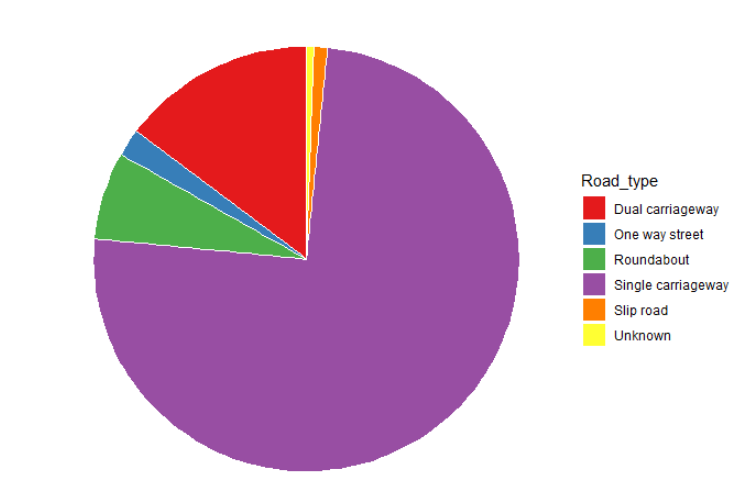 Road_type
Dual carriageway
One way street
Roundabout
Single carriageway
Slip road
Unknown